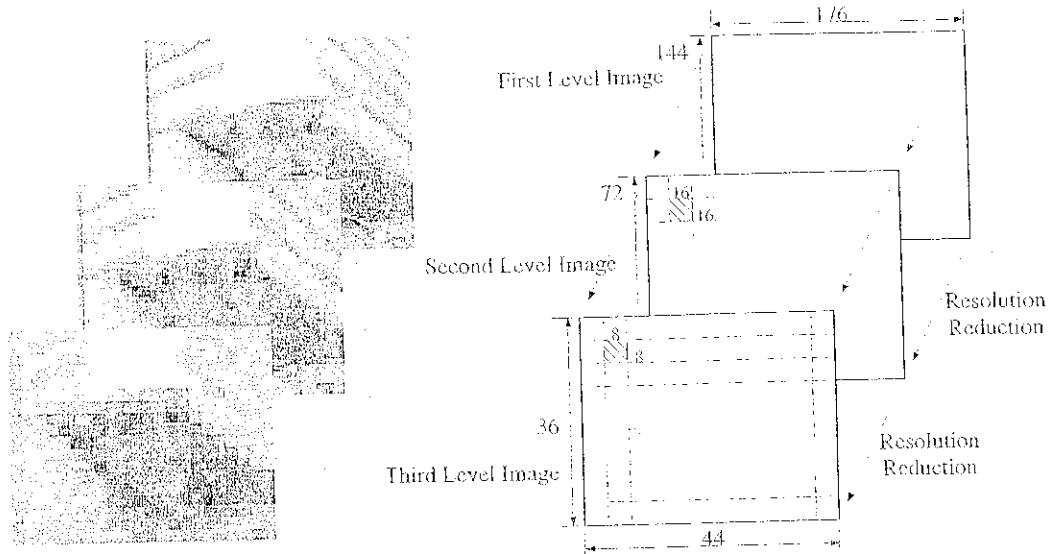 176
144
First Level Image
72
16
16
Second Level Image
Resolution
Reduction
8
8
36
Resolution
Reduction
Third Level Image
44